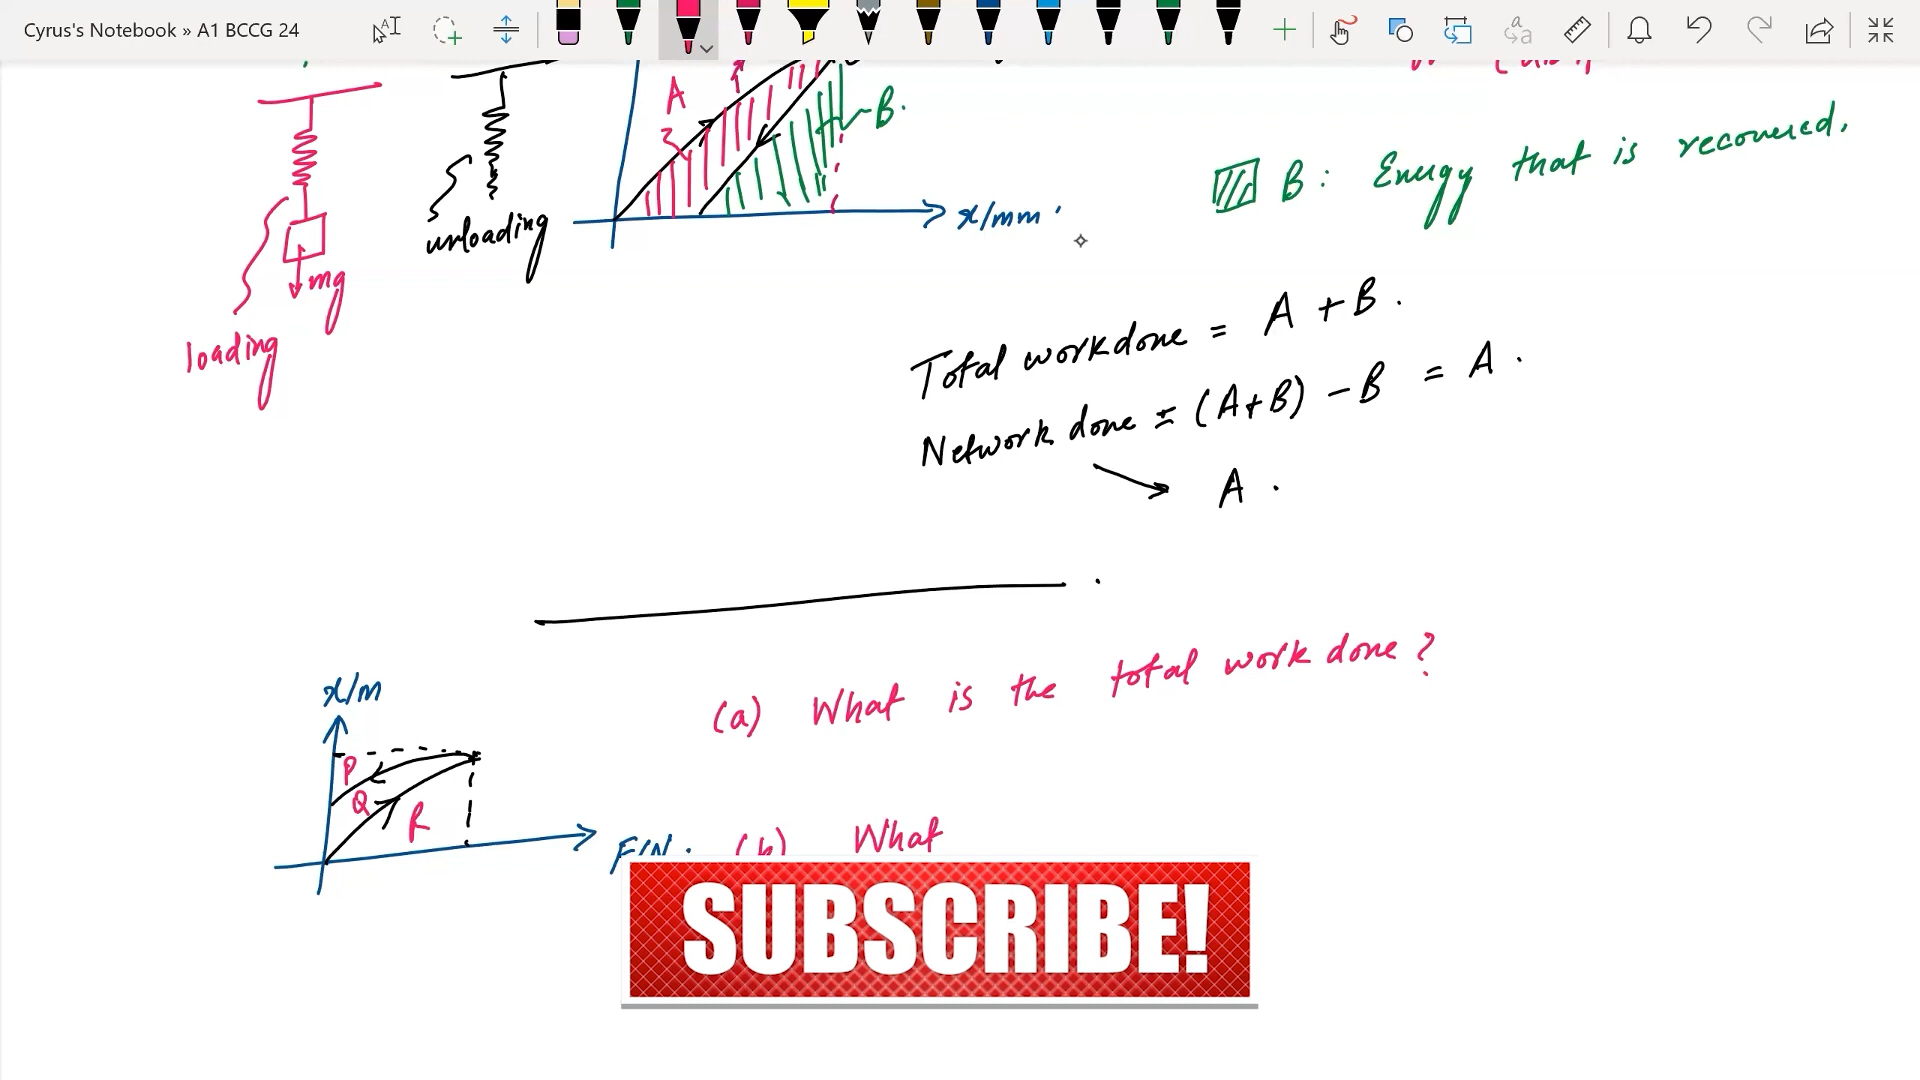 Cyrus's Notebook » A1 BCCG 24
A
B.
B: Energy that is recovered.
x/mm.
unloading
mg
loading
Total workdone = A + B.
Network done = (A+B) - B = A.
A.
x/m
(a) What is the total work done?
P
Q
R
F/N. (b) What
SUBSCRIBE!